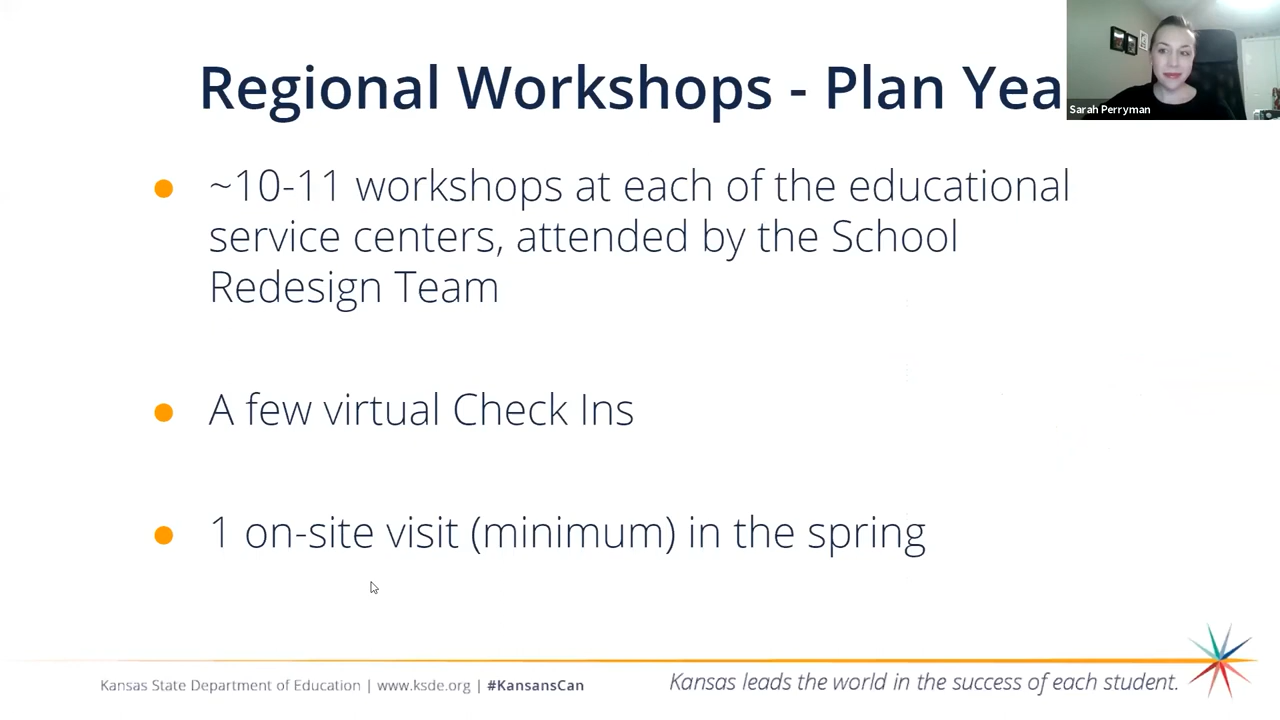 Regional Workshops - Plan Yea
Sarah Perryman
~10-11 workshops at each of the educational
service centers, attended by the School
Redesign Team
A few virtual Check Ins
1 on-site visit (minimum) in the spring
Kansas State Department of Education | www.ksde.org | #KansansCan
Kansas leads the world in the success of each student.